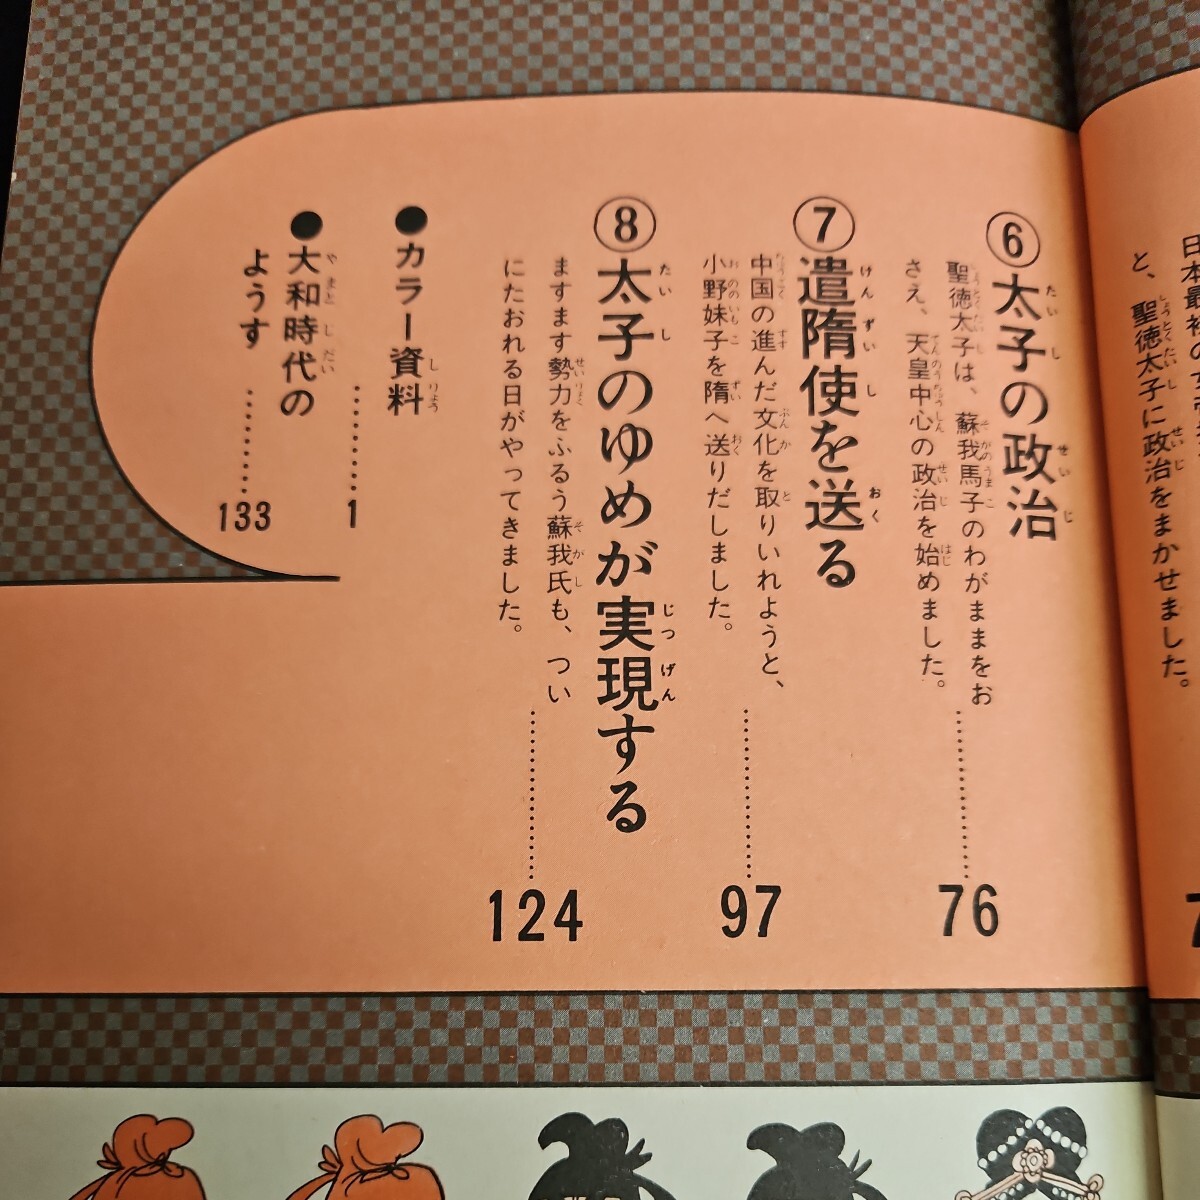 日本最初の
と、聖徳太子に政治をまかせました。
⑥太子の政治
聖徳太子は、蘇我馬子のわがままをお
さえ、天皇中心の政治を始めました。
76
⑦遣隋使を送る
中国の進んだ文化を取りいれようと、
小野妹子を隋へ送りだしました。
97
⑧太子のゆめが実現する
ますます勢力をふるう蘇我氏も、つい
にたおれる日がやってきました。
124
●カラー資料
1
●大和時代の
ようす
133